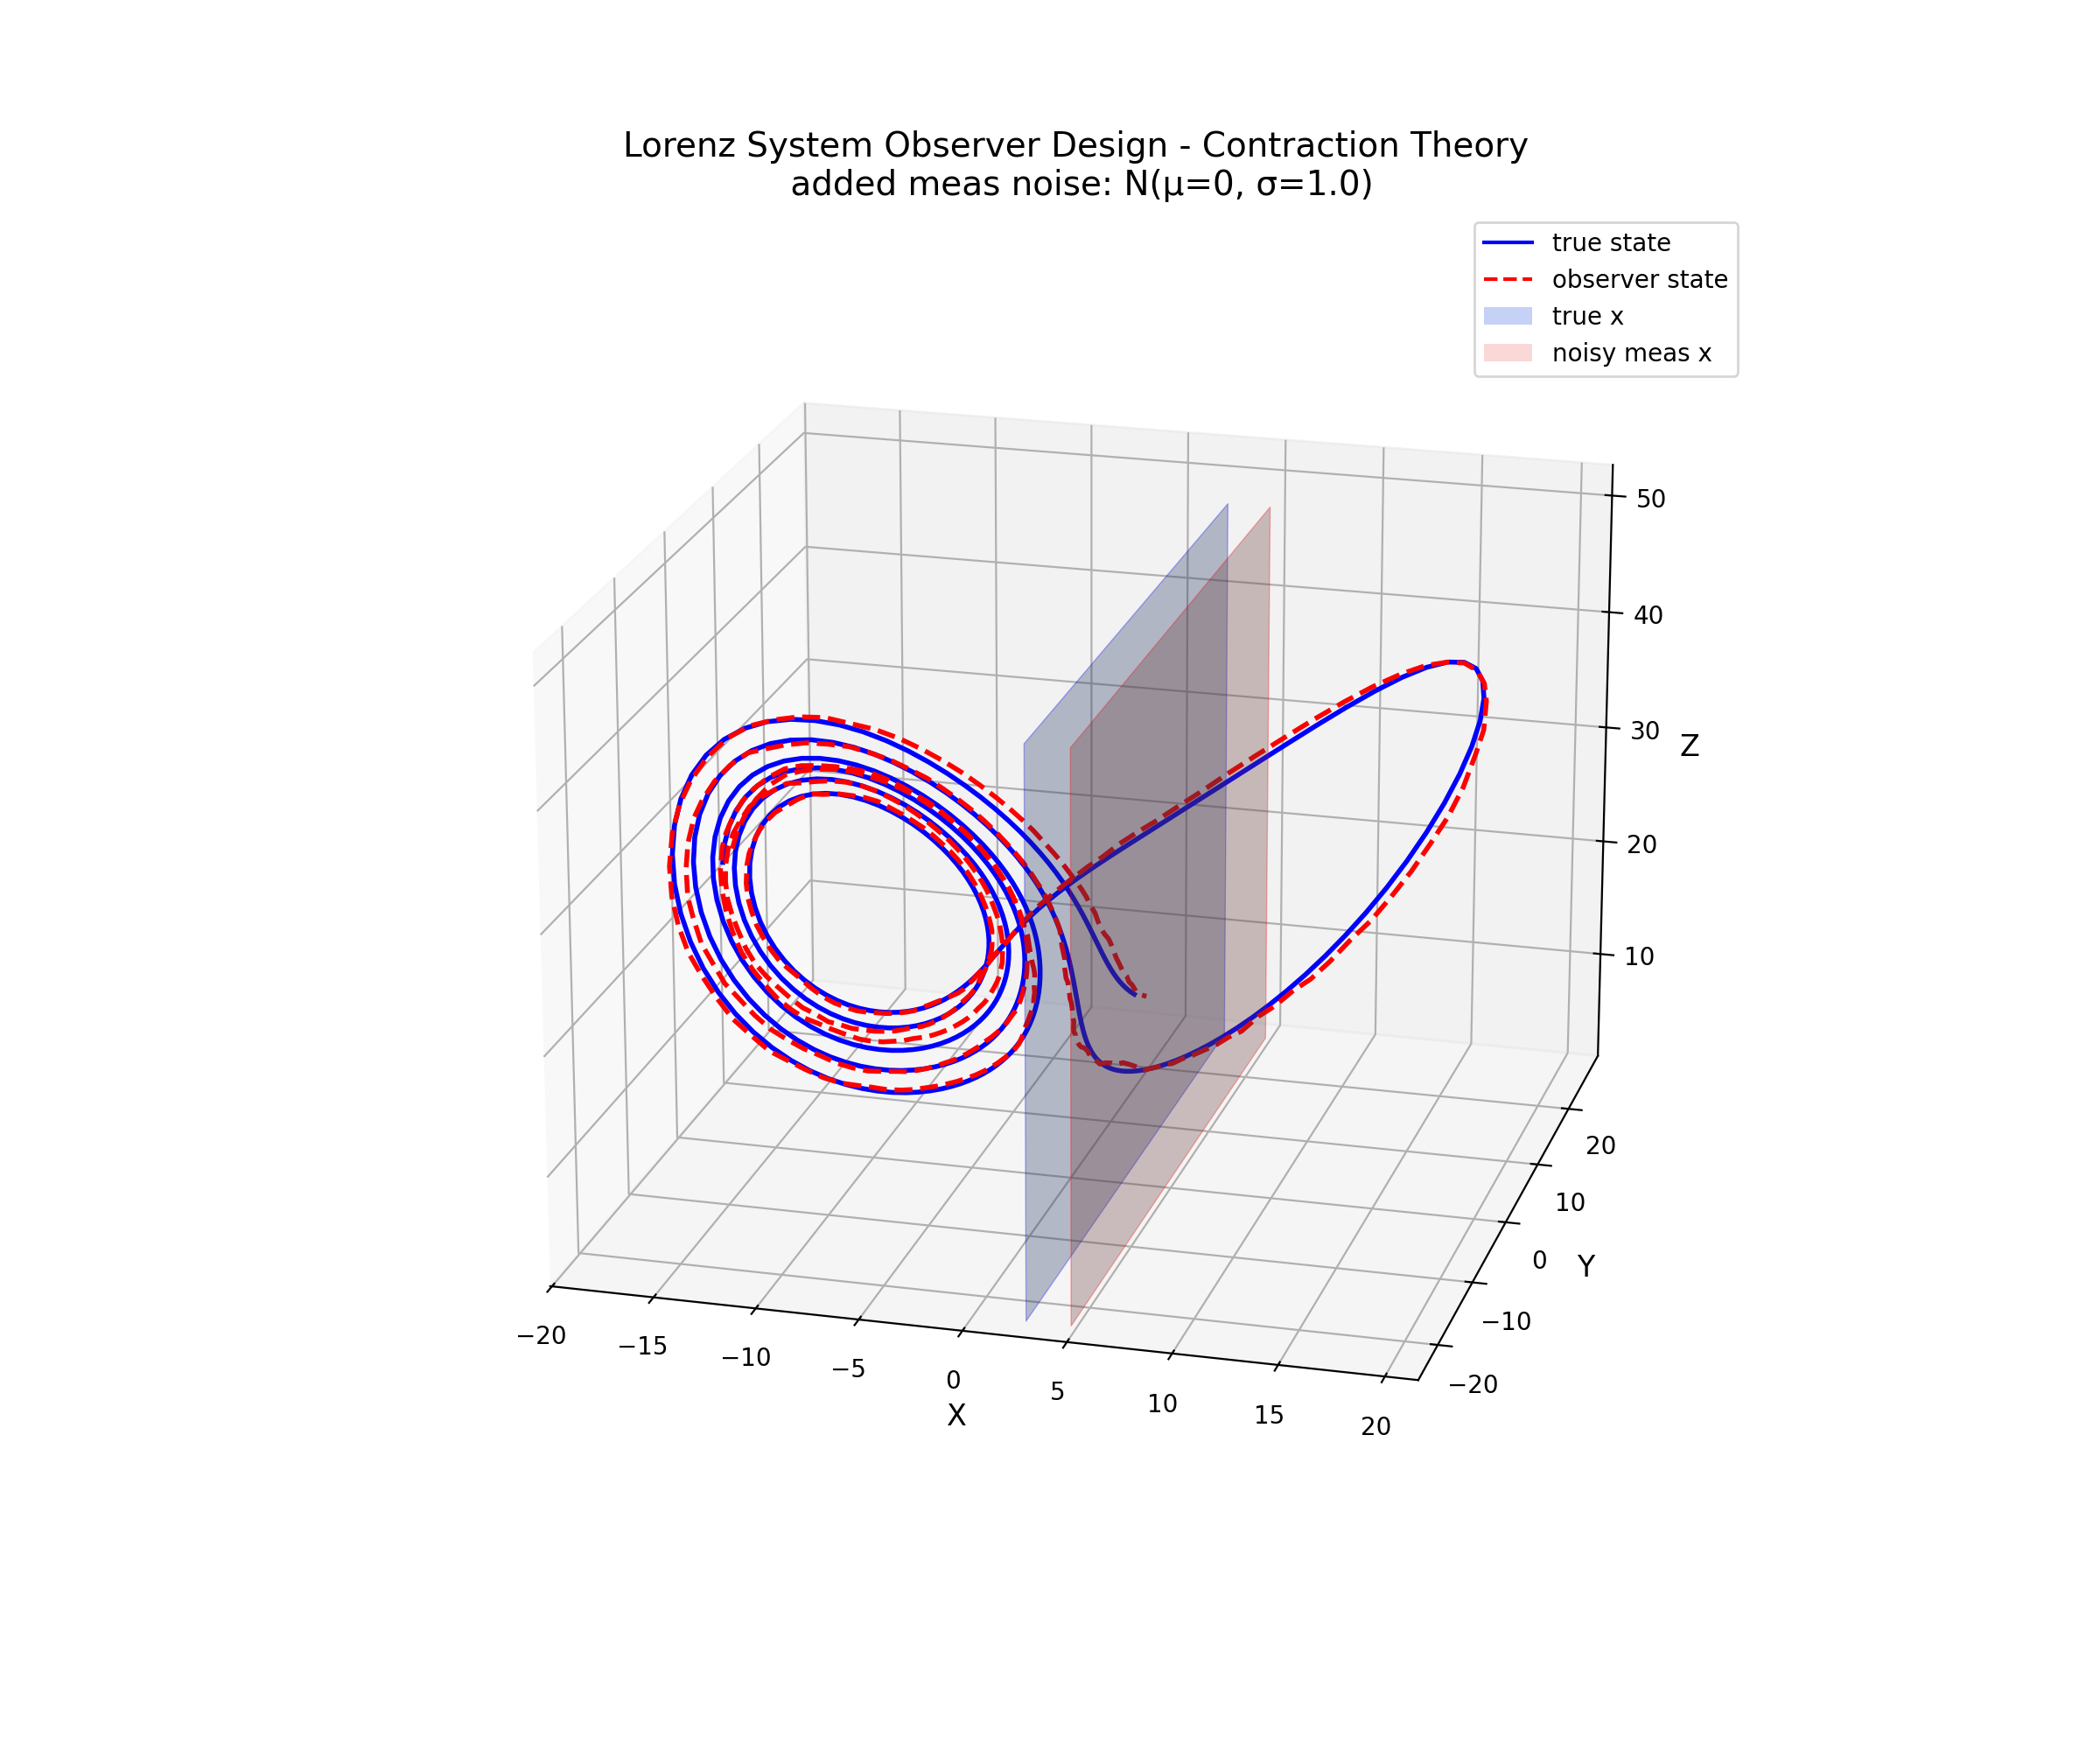 Lorenz System Observer Design - Contraction Theory
added meas noise: N(μ=0, σ=1.0)
true state
observer state
true x
noisy meas x
50
40
30
Z
20
10
20
10
0
Y
−10
−20
−20
−15
−10
−5
0
5
10
15
20
X